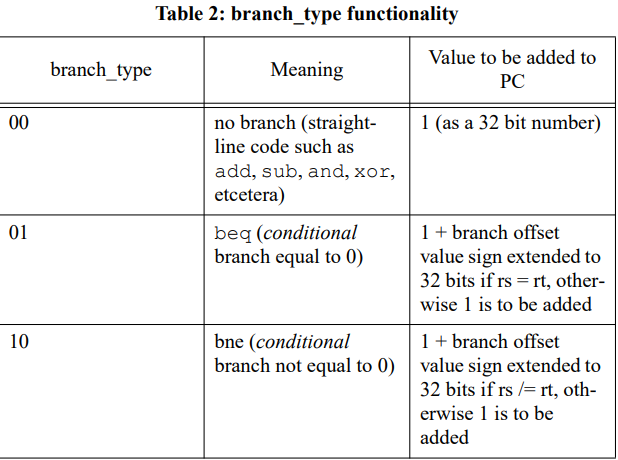 Table 2: branch_type functionality
branch_type
Meaning
Value to be added to
PC
00
no branch (straight-
line code such as
add, sub, and, xor,
etcetera)
1 (as a 32 bit number)
01
beq (conditional
branch equal to 0)
1 + branch offset
value sign extended to
32 bits if rs = rt, other-
wise 1 is to be added
10
bne (conditional
branch not equal to 0)
1 + branch offset
value sign extended to
32 bits if rs /= rt, oth-
erwise 1 is to be
added